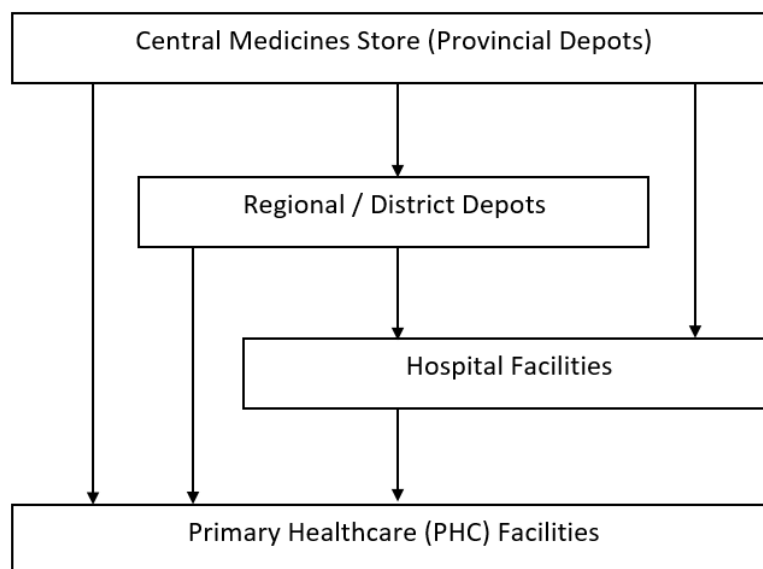 Central Medicines Store (Provincial Depots)
Regional / District Depots
Hospital Facilities
Primary Healthcare (PHC) Facilities